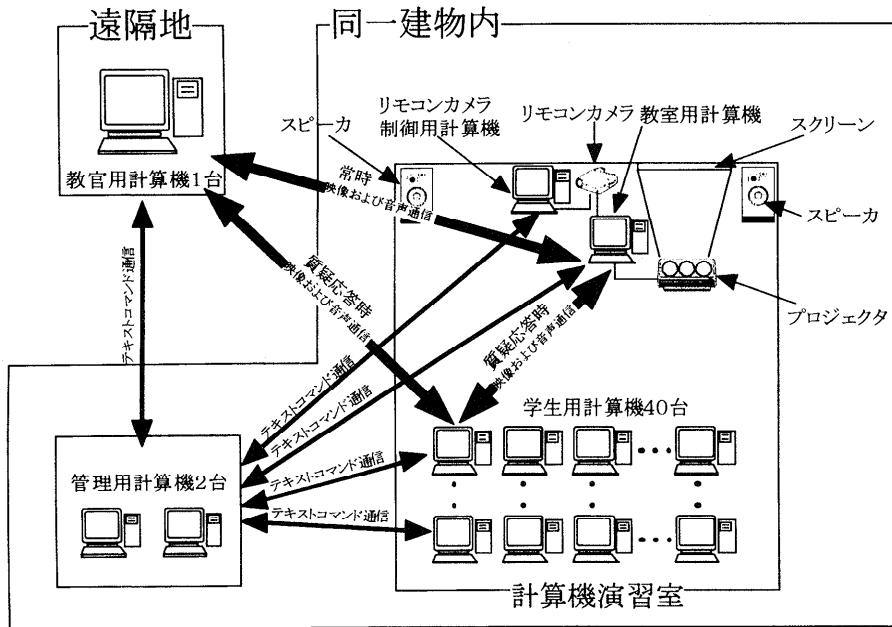 遠隔地
同一建物内
教官用計算機1台
スピーカ
リモコンカメラ
制御用計算機
リモコンカメラ
教室用計算機
スクリーン
スピーカ
プロジェクタ
常時
映像および音声通信
質疑応答時
映像および音声通信
質疑応答時
映像および音声通信
テキストコマンド通信
テキストコマンド通信
テキストコマンド通信
テキストコマンド通信
テキストコマンド通信
学生用計算機40台
管理用計算機2台
計算機演習室